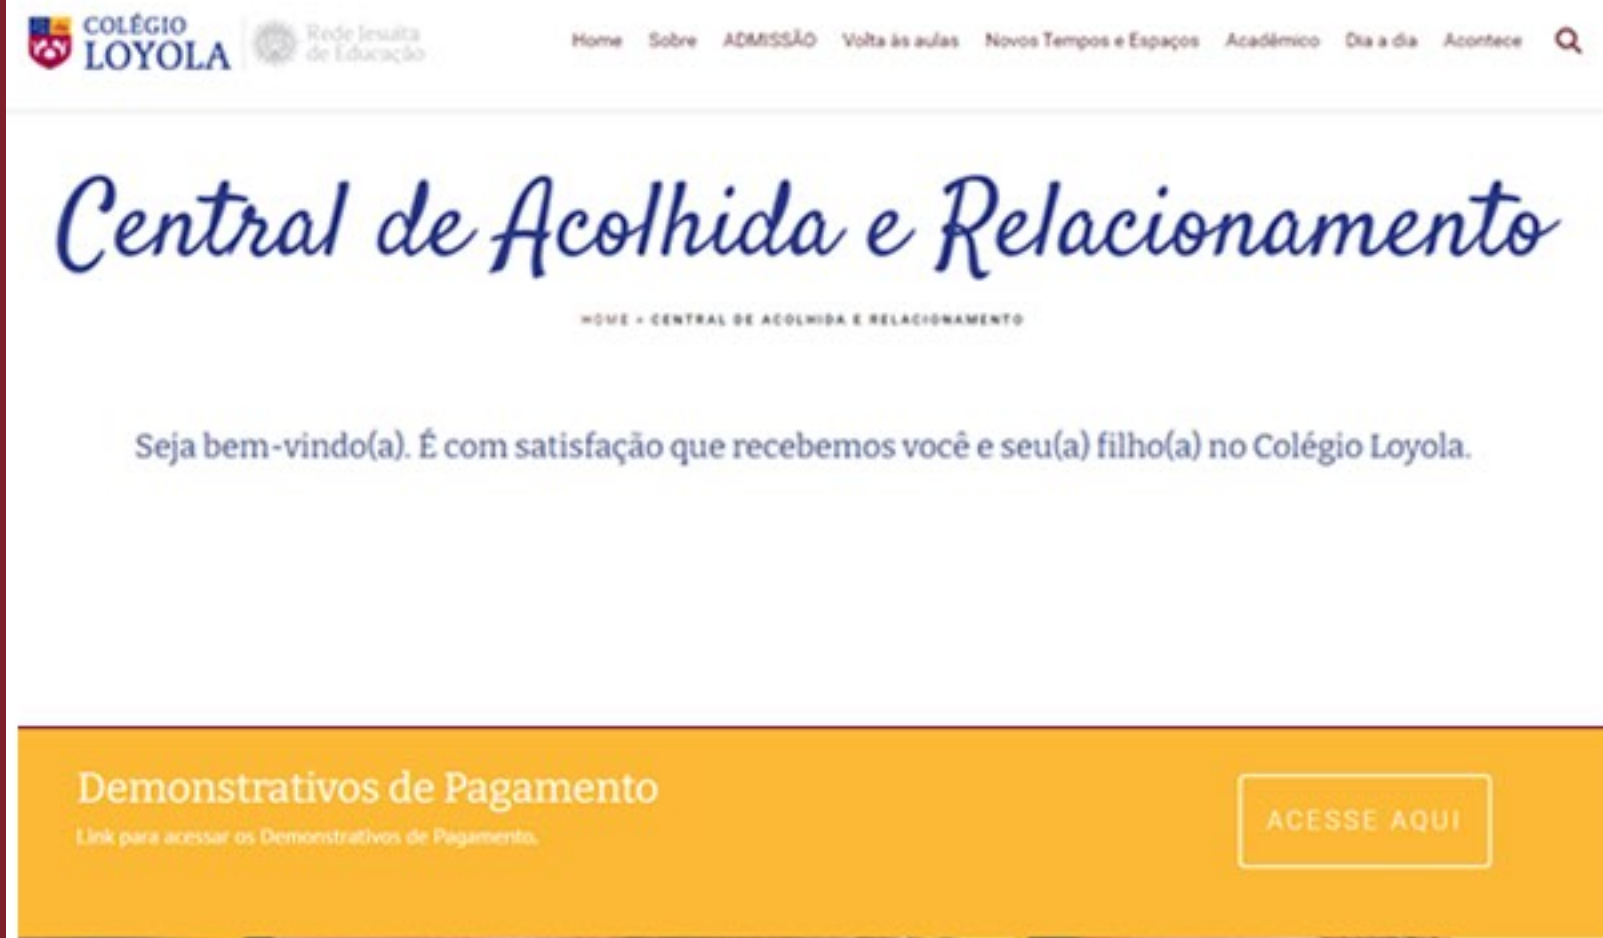 COLÉGIO
LOYOLA
Rede Jesuíta
de Educação
Home Sobre ADMISSÃO Volta às aulas Novos Tempos e Espaços Acadêmico Dia a dia Acontece
Central de Acolhida e Relacionamento
HOME » CENTRAL DE ACOLHIDA E RELACIONAMENTO
Seja bem-vindo(a). É com satisfação que recebemos você e seu(a) filho(a) no Colégio Loyola.
Demonstrativos de Pagamento
Link para acessar os Demonstrativos de Pagamento.
ACESSE AQUI